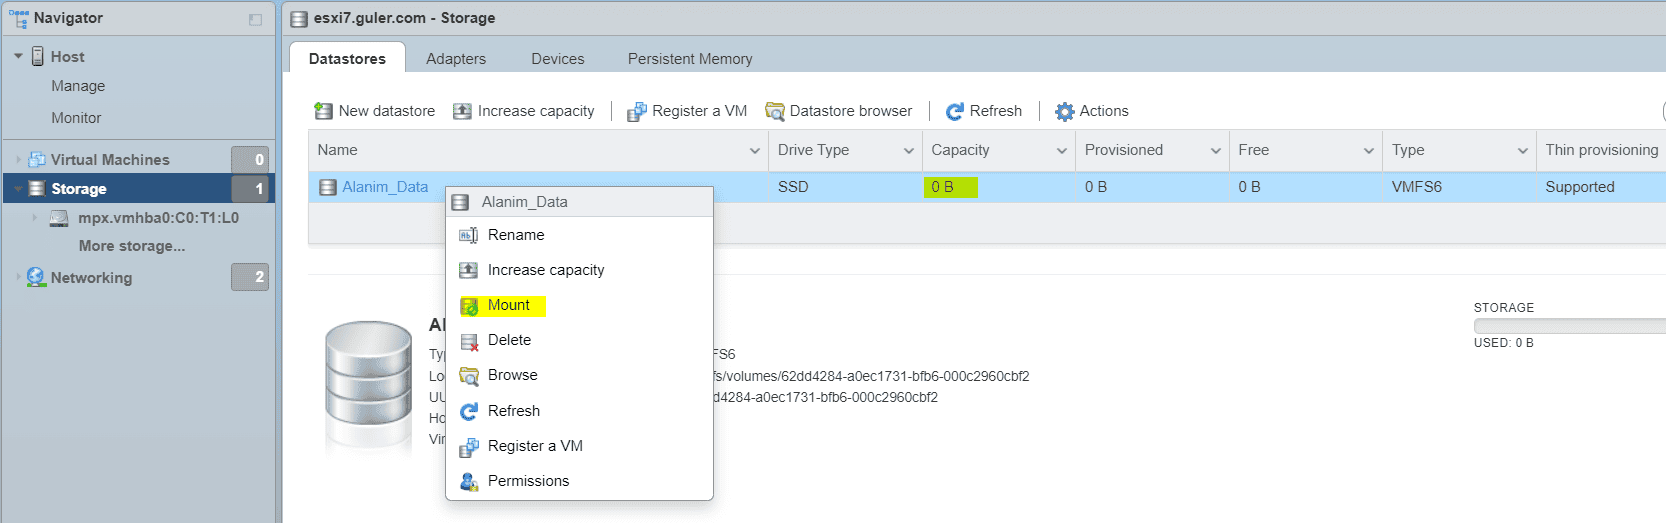 Navigator
Host
Manage
Monitor
Virtual Machines 0
Storage 1
mpx.vmhba0:C0:T1:L0
More storage...
Networking 2
esxi7.guler.com - Storage
Datastores Adapters Devices Persistent Memory
New datastore Increase capacity Register a VM Datastore browser Refresh Actions
Name Drive Type Capacity Provisioned Free Type Thin provisioning
Alanim_Data SSD 0 B 0 B 0 B VMFS6 Supported
Alanim_Data
Rename
Increase capacity
Mount
Delete
Browse
Refresh
Register a VM
Permissions
Al
Typ FS6
Lo fs/volumes/62dd4284-a0ec1731-bfb6-000c2960cbf2
UU d4284-a0ec1731-bfb6-000c2960cbf2
Ho
Vir
STORAGE
USED: 0 B